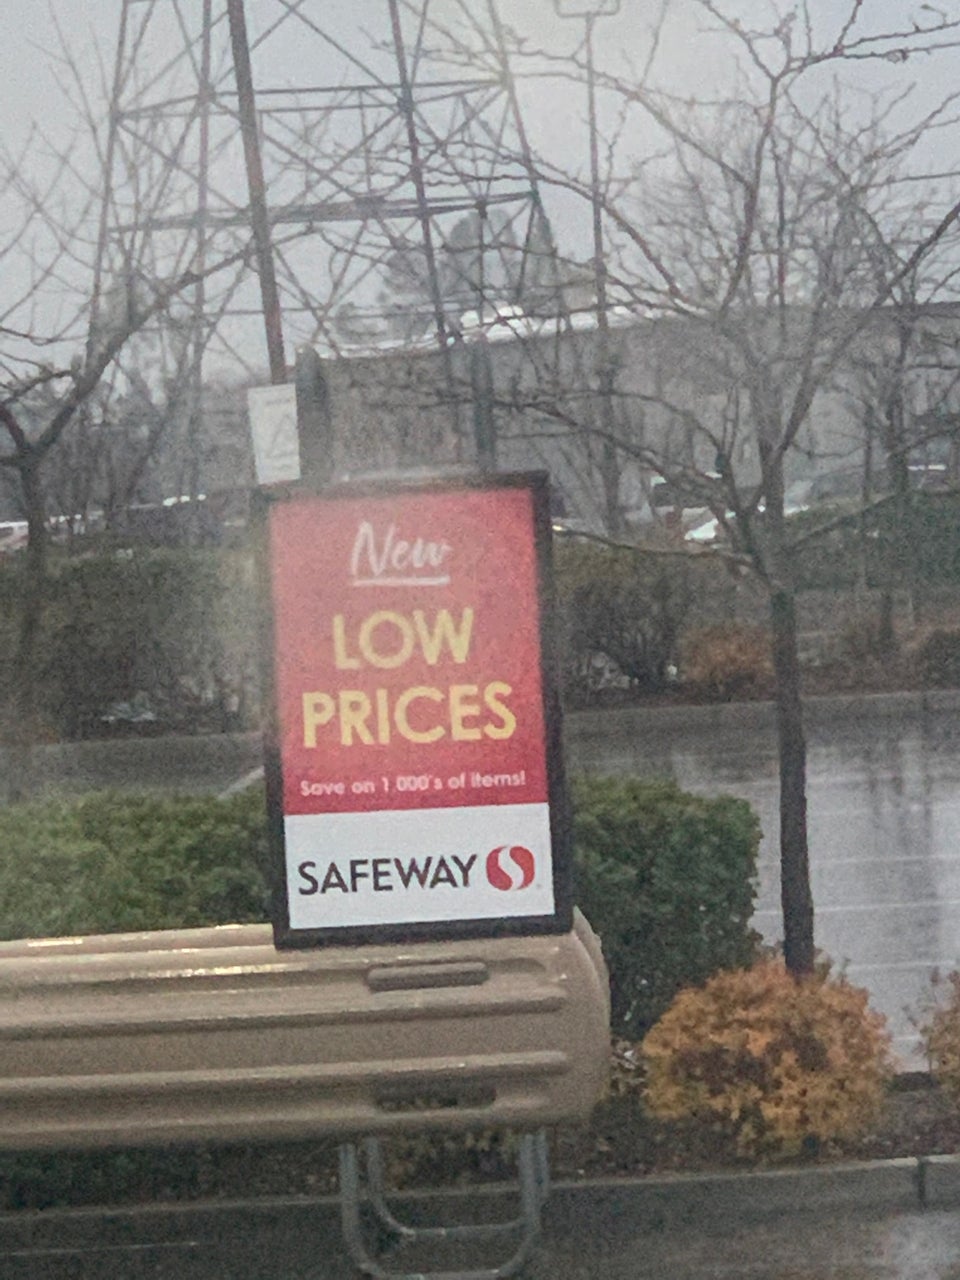 New
LOW
PRICES
Save on 1,000's of items!
SAFEWAY